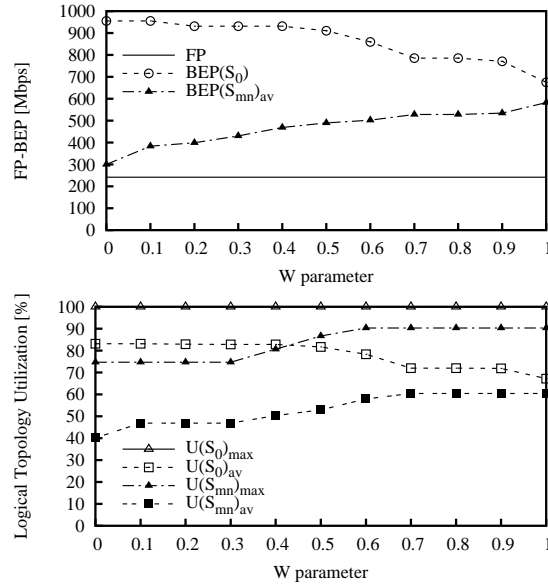 1000
900
800
700
600
500
400
300
200
100
0
FP-BEP [Mbps]
FP
BEP(S0)
BEP(Smn)av
0 0.1 0.2 0.3 0.4 0.5 0.6 0.7 0.8 0.9 1
W parameter
100
90
80
70
60
50
40
30
20
10
0
Logical Topology Utilization [%]
U(S0)max
U(S0)av
U(Smn)max
U(Smn)av
0 0.1 0.2 0.3 0.4 0.5 0.6 0.7 0.8 0.9 1
W parameter